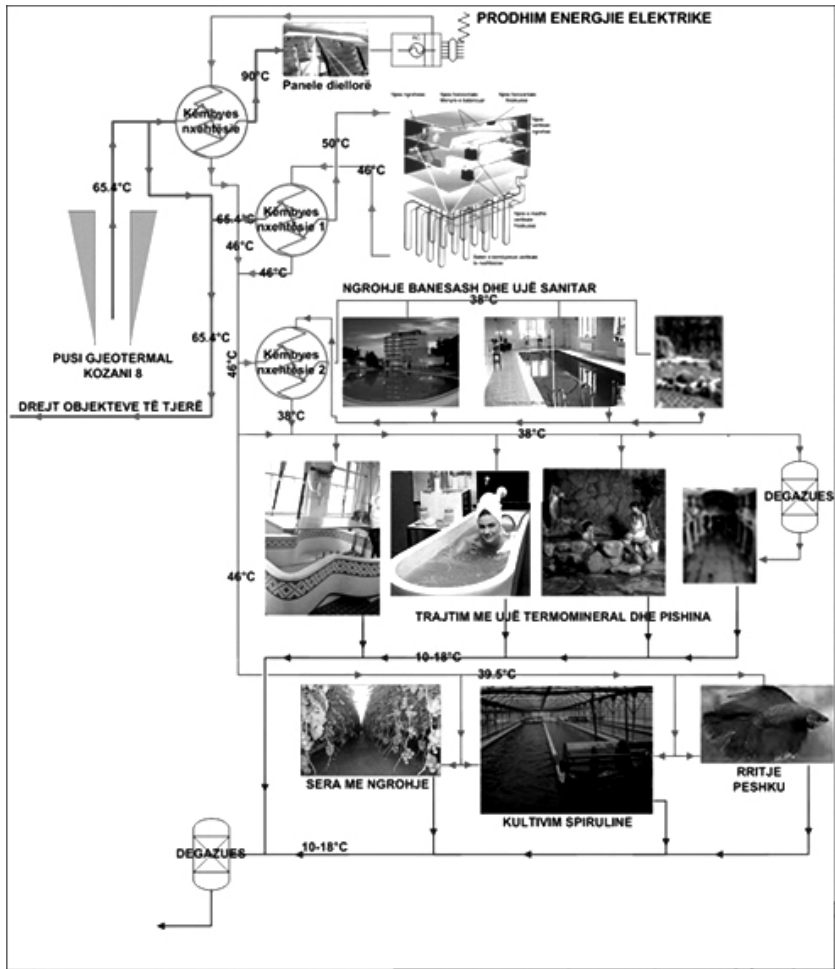 PRODHIM ENERGJIE ELEKTRIKE
90°C
Panele diellorë
Këmbyes
nxehtësie
65.4°C
50°C
46°C
65.4°C
Këmbyes
nxehtësie 1
46°C
46°C
NGROHJE BANESASH DHE UJË SANITAR
38°C
65.4°C
46°C
Këmbyes
nxehtësie 2
PUSI GJEOTERMAL
KOZANI 8
DREJT OBJEKTEVE TË TJERË
38°C
38°C
DEGAZUES
46°C
TRAJTIM ME UJË TERMOMINERAL DHE PISHINA
10-18°C
39.5°C
SERA ME NGROHJE
RRITJE
PESHKU
KULTIVIM SPIRULINE
DEGAZUES
10-18°C